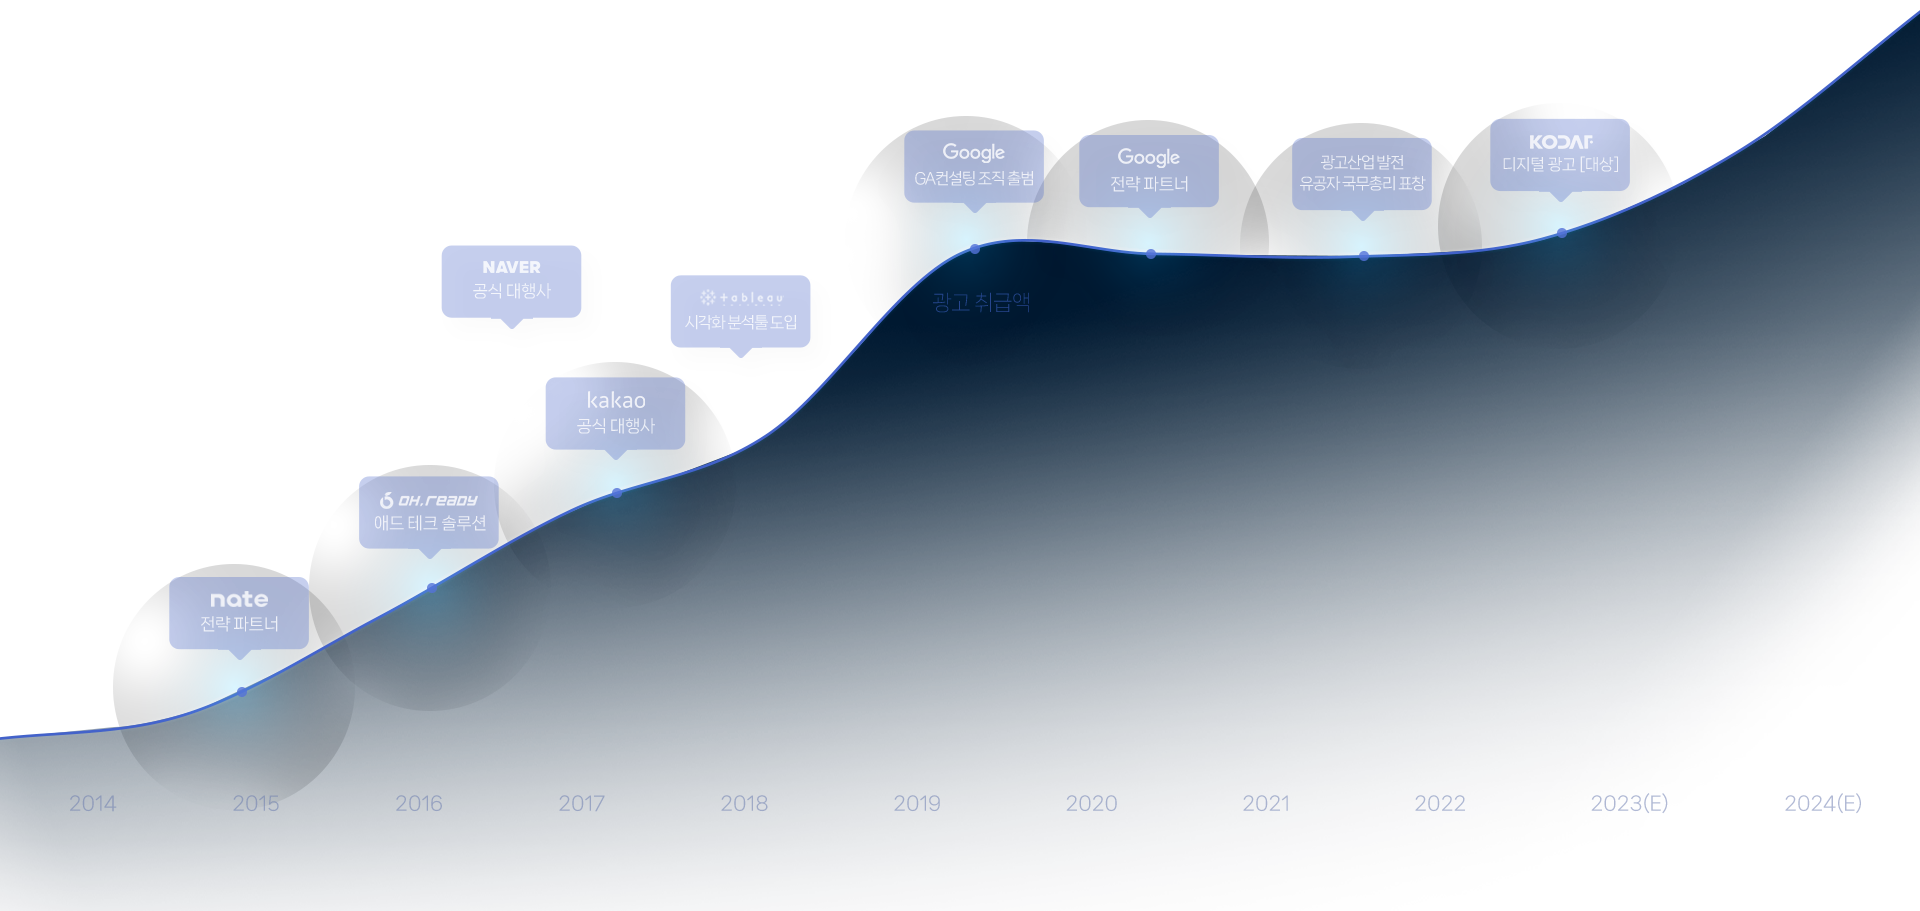 KODAF
디지털 광고 [대상]
Google
GA컨설팅 조직 출범
Google
전략 파트너
광고산업 발전
유공자 국무총리 표창
NAVER
공식 대행사
tableau
시각화 분석툴 도입
광고 취급액
kakao
공식 대행사
OH.READY
애드 테크 솔루션
nate
전략 파트너
2014
2015
2016
2017
2018
2019
2020
2021
2022
2023(E)
2024(E)